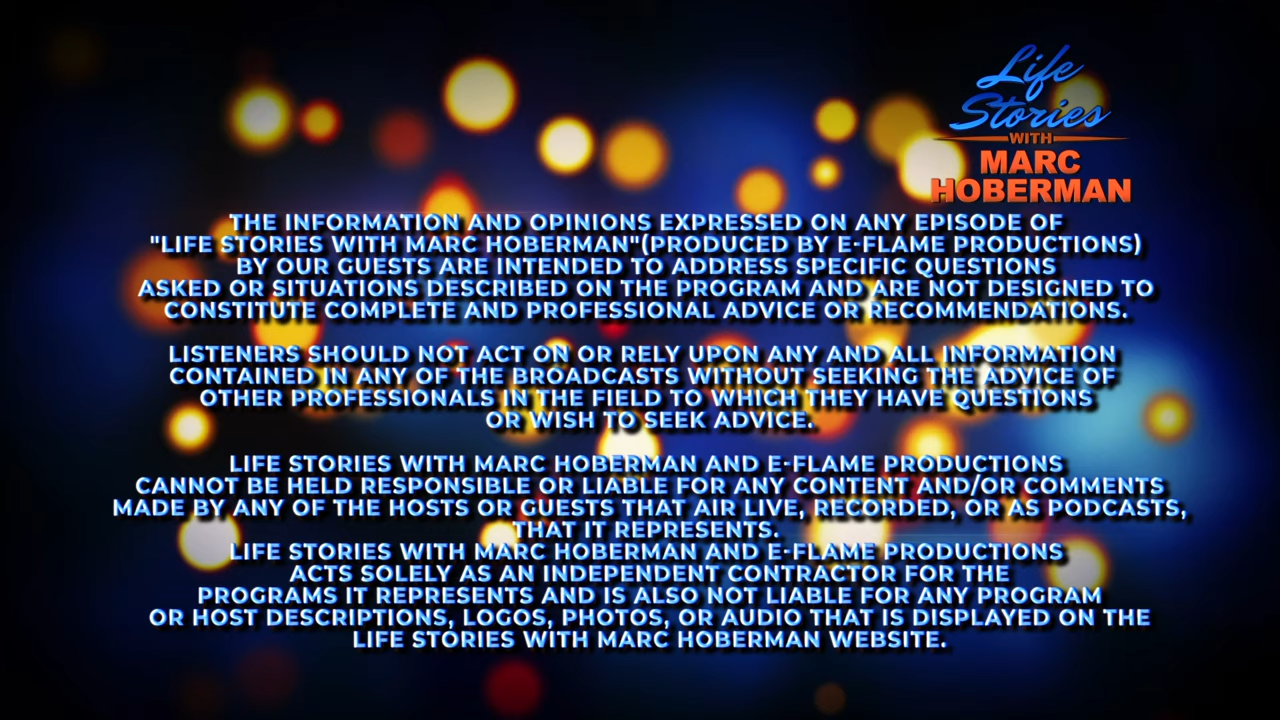 Life
Stories
WITH
MARC
HOBERMAN
THE INFORMATION AND OPINIONS EXPRESSED ON ANY EPISODE OF
"LIFE STORIES WITH MARC HOBERMAN"(PRODUCED BY E-FLAME PRODUCTIONS)
BY OUR GUESTS ARE INTENDED TO ADDRESS SPECIFIC QUESTIONS
ASKED OR SITUATIONS DESCRIBED ON THE PROGRAM AND ARE NOT DESIGNED TO
CONSTITUTE COMPLETE AND PROFESSIONAL ADVICE OR RECOMMENDATIONS.
LISTENERS SHOULD NOT ACT ON OR RELY UPON ANY AND ALL INFORMATION
CONTAINED IN ANY OF THE BROADCASTS WITHOUT SEEKING THE ADVICE OF
OTHER PROFESSIONALS IN THE FIELD TO WHICH THEY HAVE QUESTIONS
OR WISH TO SEEK ADVICE.
LIFE STORIES WITH MARC HOBERMAN AND E-FLAME PRODUCTIONS
CANNOT BE HELD RESPONSIBLE OR LIABLE FOR ANY CONTENT AND/OR COMMENTS
MADE BY ANY OF THE HOSTS OR GUESTS THAT AIR LIVE, RECORDED, OR AS PODCASTS,
THAT IT REPRESENTS.
LIFE STORIES WITH MARC HOBERMAN AND E-FLAME PRODUCTIONS
ACTS SOLELY AS AN INDEPENDENT CONTRACTOR FOR THE
PROGRAMS IT REPRESENTS AND IS ALSO NOT LIABLE FOR ANY PROGRAM
OR HOST DESCRIPTIONS, LOGOS, PHOTOS, OR AUDIO THAT IS DISPLAYED ON THE
LIFE STORIES WITH MARC HOBERMAN WEBSITE.